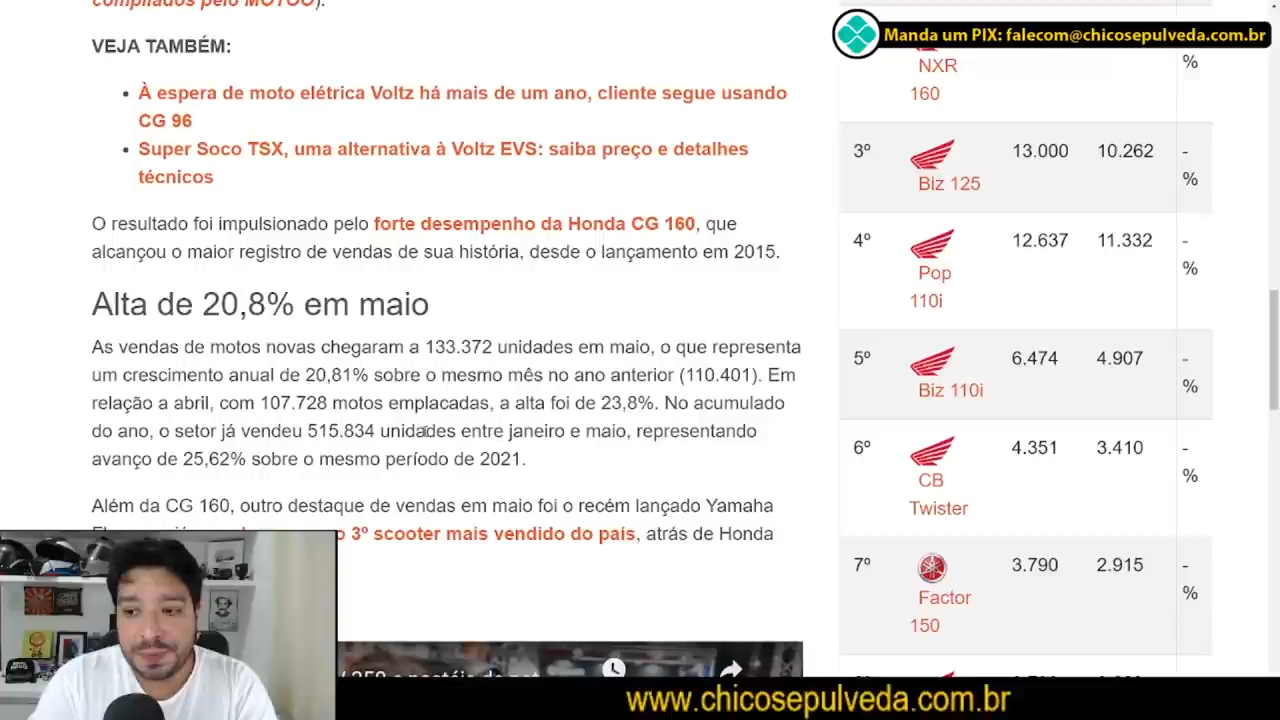 compilados pelo MOTOO).
VEJA TAMBÉM:
À espera de moto elétrica Voltz há mais de um ano, cliente segue usando
CG 96
Super Soco TSX, uma alternativa à Voltz EVS: saiba preço e detalhes
técnicos
O resultado foi impulsionado pelo forte desempenho da Honda CG 160, que
alcançou o maior registro de vendas de sua história, desde o lançamento em 2015.
Alta de 20,8% em maio
As vendas de motos novas chegaram a 133.372 unidades em maio, o que representa
um crescimento anual de 20,81% sobre o mesmo mês no ano anterior (110.401). Em
relação a abril, com 107.728 motos emplacadas, a alta foi de 23,8%. No acumulado
do ano, o setor já vendeu 515.834 unidades entre janeiro e maio, representando
avanço de 25,62% sobre o mesmo período de 2021.
Além da CG 160, outro destaque de vendas em maio foi o recém lançado Yamaha
o 3º scooter mais vendido do país, atrás de Honda
Manda um PIX: falecom@chicosepulveda.com.br
NXR
160
%
3º
Biz 125
13.000
10.262
-
%
4º
Pop
110i
12.637
11.332
-
%
5º
Biz 110i
6.474
4.907
-
%
6º
CB
Twister
4.351
3.410
-
%
7º
Factor
150
3.790
2.915
-
%
www.chicosepulveda.com.br